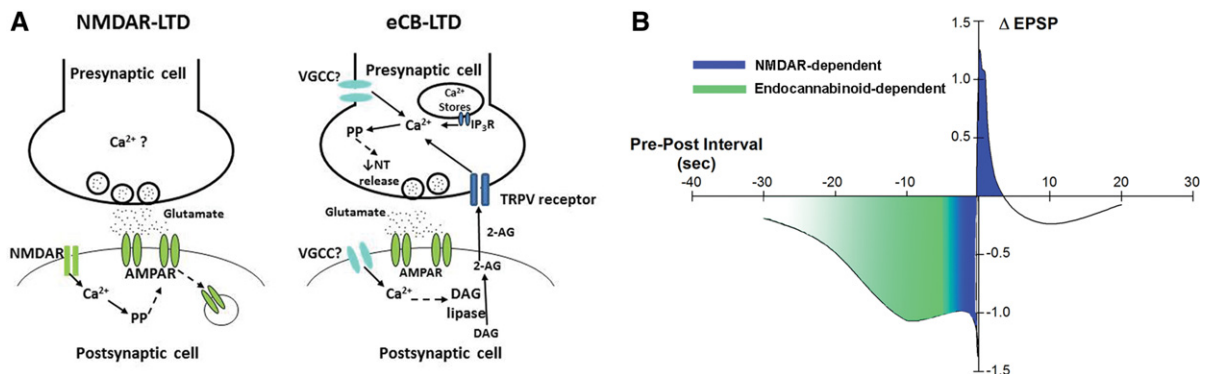 A
NMDAR-LTD
Presynaptic cell
Ca²⁺ ?
Glutamate
NMDAR
AMPAR
Ca²⁺
PP
Postsynaptic cell
eCB-LTD
VGCC?
Presynaptic cell
Ca²⁺
Stores
IP₃R
Ca²⁺
PP
↓NT
release
TRPV receptor
Glutamate
2-AG
VGCC?
AMPAR
2-AG
Ca²⁺
DAG
lipase
DAG
Postsynaptic cell
B
Δ EPSP
NMDAR-dependent
Endocannabinoid-dependent
Pre-Post Interval
(sec)
1.5
1.0
0.5
-40
-30
-20
-10
0
10
20
30
-0.5
-1.0
-1.5